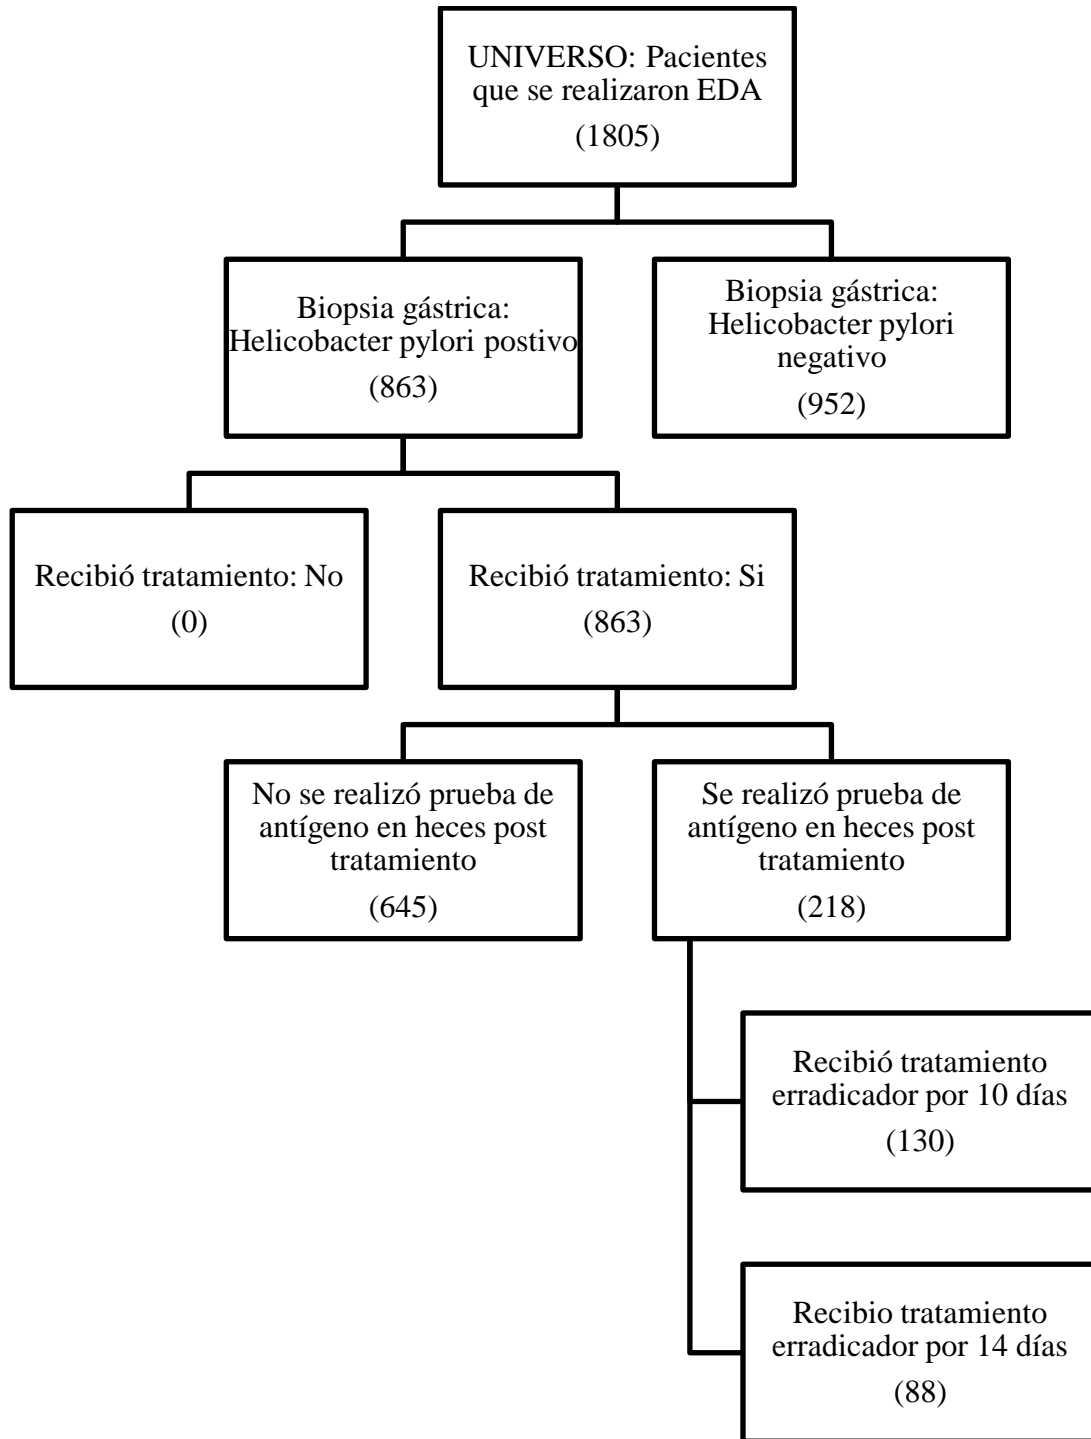 UNIVERSO: Pacientes
que se realizaron EDA
(1805)
Biopsia gástrica:
Helicobacter pylori postivo
(863)
Biopsia gástrica:
Helicobacter pylori
negativo
(952)
Recibió tratamiento: No
(0)
Recibió tratamiento: Si
(863)
No se realizó prueba de
antígeno en heces post
tratamiento
(645)
Se realizó prueba de
antígeno en heces post
tratamiento
(218)
Recibió tratamiento
erradicador por 10 días
(130)
Recibio tratamiento
erradicador por 14 días
(88)